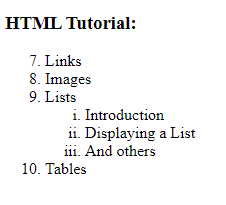 HTML Tutorial:
7. Links
8. Images
9. Lists
i. Introduction
ii. Displaying a List
iii. And others
10. Tables